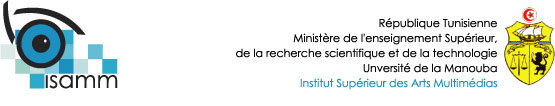 isamm
République Tunisienne
Ministère de l'enseignement Supérieur,
de la recherche scientifique et de la technologie
Unversité de la Manouba
Institut Supérieur des Arts Multimédias